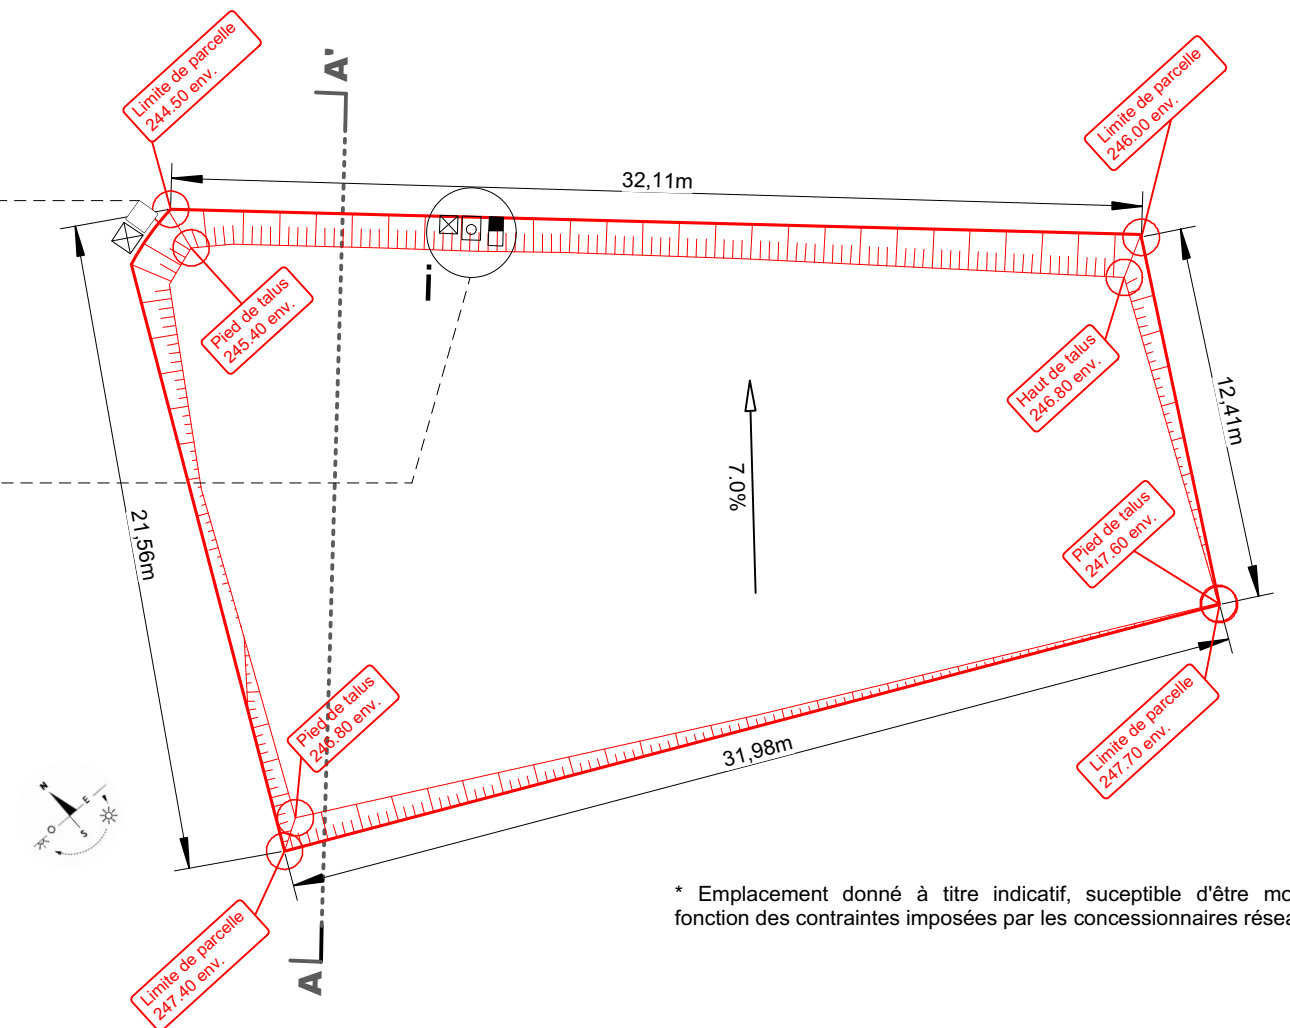 Limite de parcelle
244.50 env.
A'
Limite de parcelle
246.00 env.
32,11m
Pied de talus
245.40 env.
i
Haut de talus
246.80 env.
12,41m
7.0%
21,56m
Pied de talus
247.60 env.
Pied de talus
246.80 env.
31,98m
Limite de parcelle
247.70 env.
N
E
O
S
* Emplacement donné à titre indicatif, suceptible d'être mo
fonction des contraintes imposées par les concessionnaires résea
Limite de parcelle
247.40 env.
A